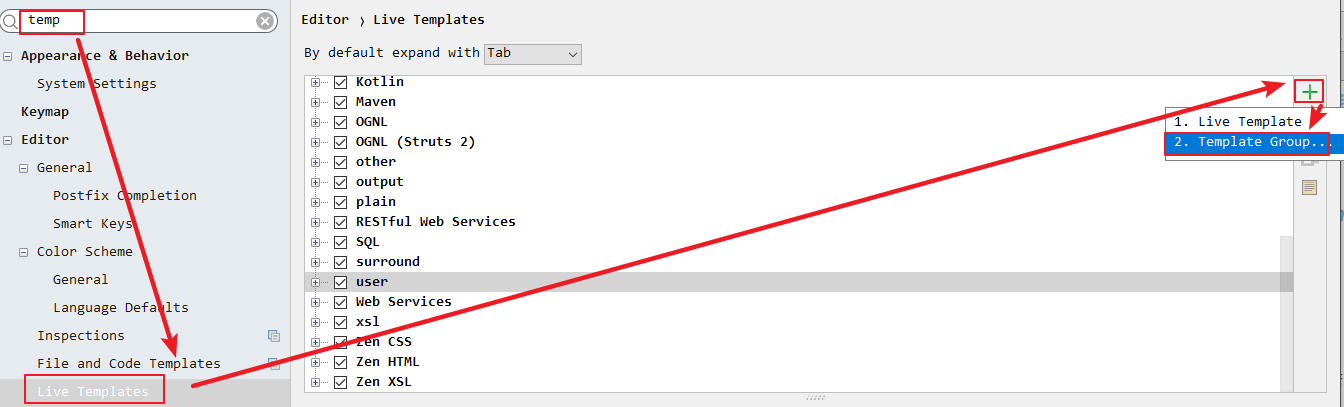 temp
Appearance & Behavior
System Settings
Keymap
Editor
General
Postfix Completion
Smart Keys
Color Scheme
General
Language Defaults
Inspections
File and Code Templates
Live Templates
Editor › Live Templates
By default expand with Tab
Kotlin
Maven
OGNL
OGNL (Struts 2)
other
output
plain
RESTful Web Services
SQL
surround
user
Web Services
xsl
Zen CSS
Zen HTML
Zen XSL
1. Live Template
2. Template Group...